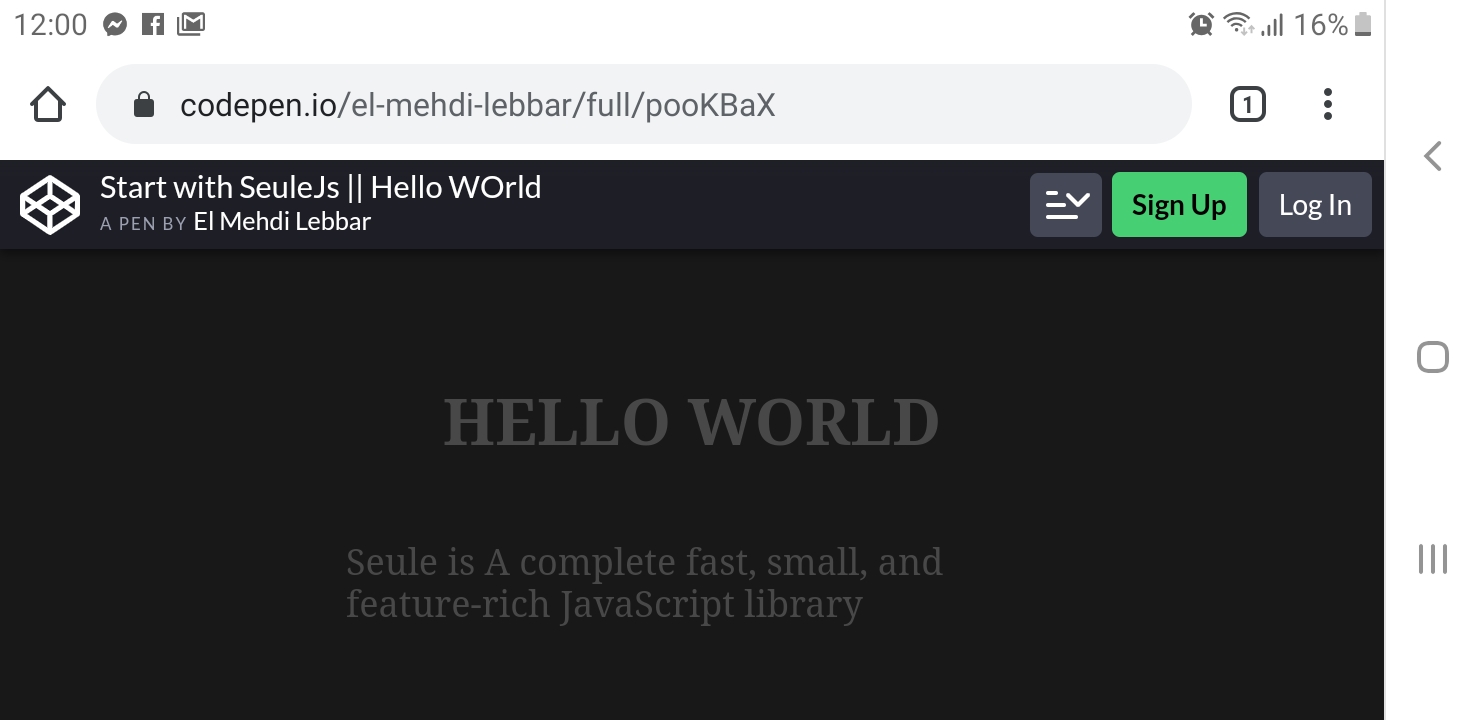 12:00
16%
codepen.io/el-mehdi-lebbar/full/pooKBaX
1
Start with SeuleJs || Hello WOrld
A PEN BY El Mehdi Lebbar
Sign Up
Log In
HELLO WORLD
Seule is A complete fast, small, and
feature-rich JavaScript library